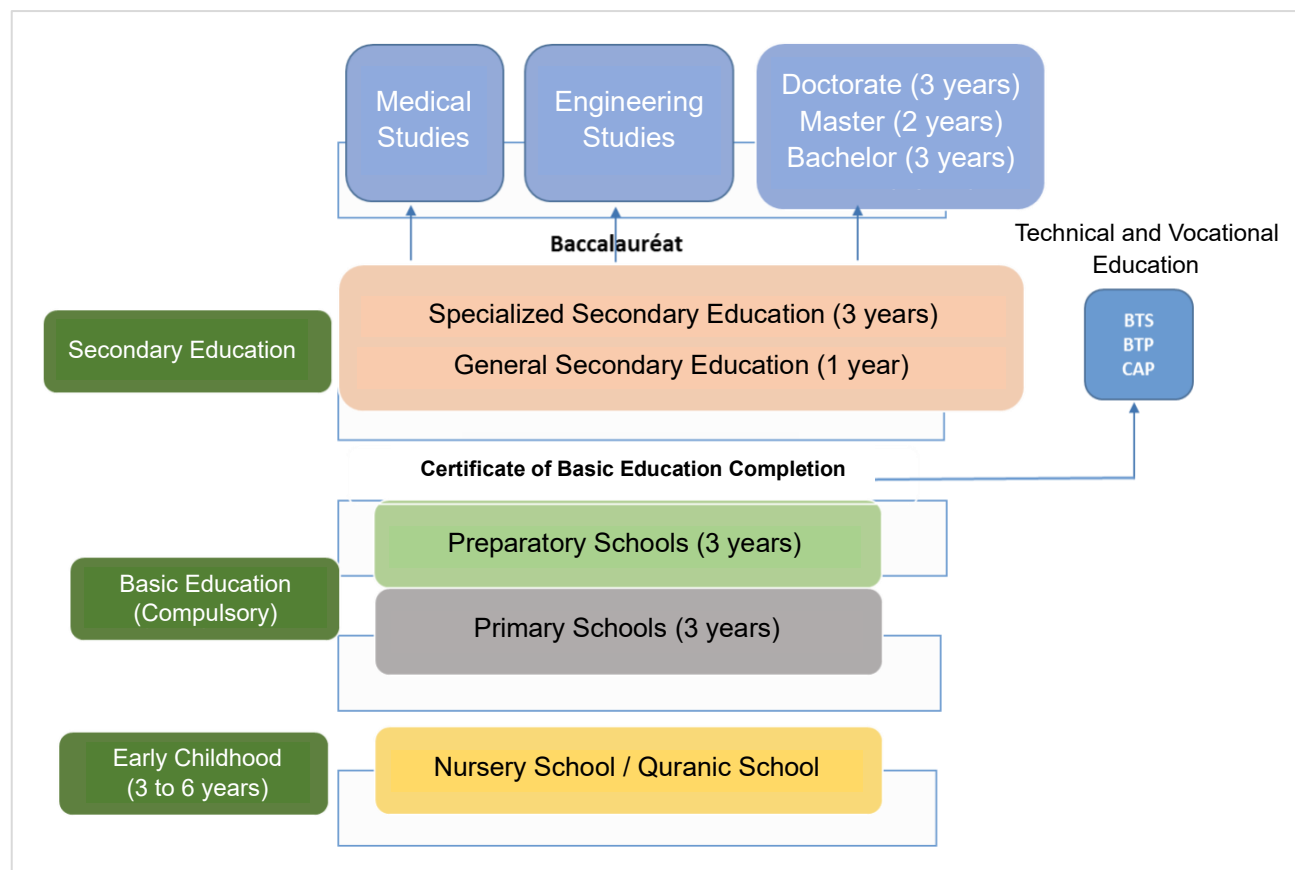 Medical
Studies
Engineering
Studies
Doctorate (3 years)
Master (2 years)
Bachelor (3 years)
Baccalauréat
Technical and Vocational
Education
BTS
BTP
CAP
Secondary Education
Specialized Secondary Education (3 years)
General Secondary Education (1 year)
Certificate of Basic Education Completion
Basic Education
(Compulsory)
Preparatory Schools (3 years)
Primary Schools (3 years)
Early Childhood
(3 to 6 years)
Nursery School / Quranic School